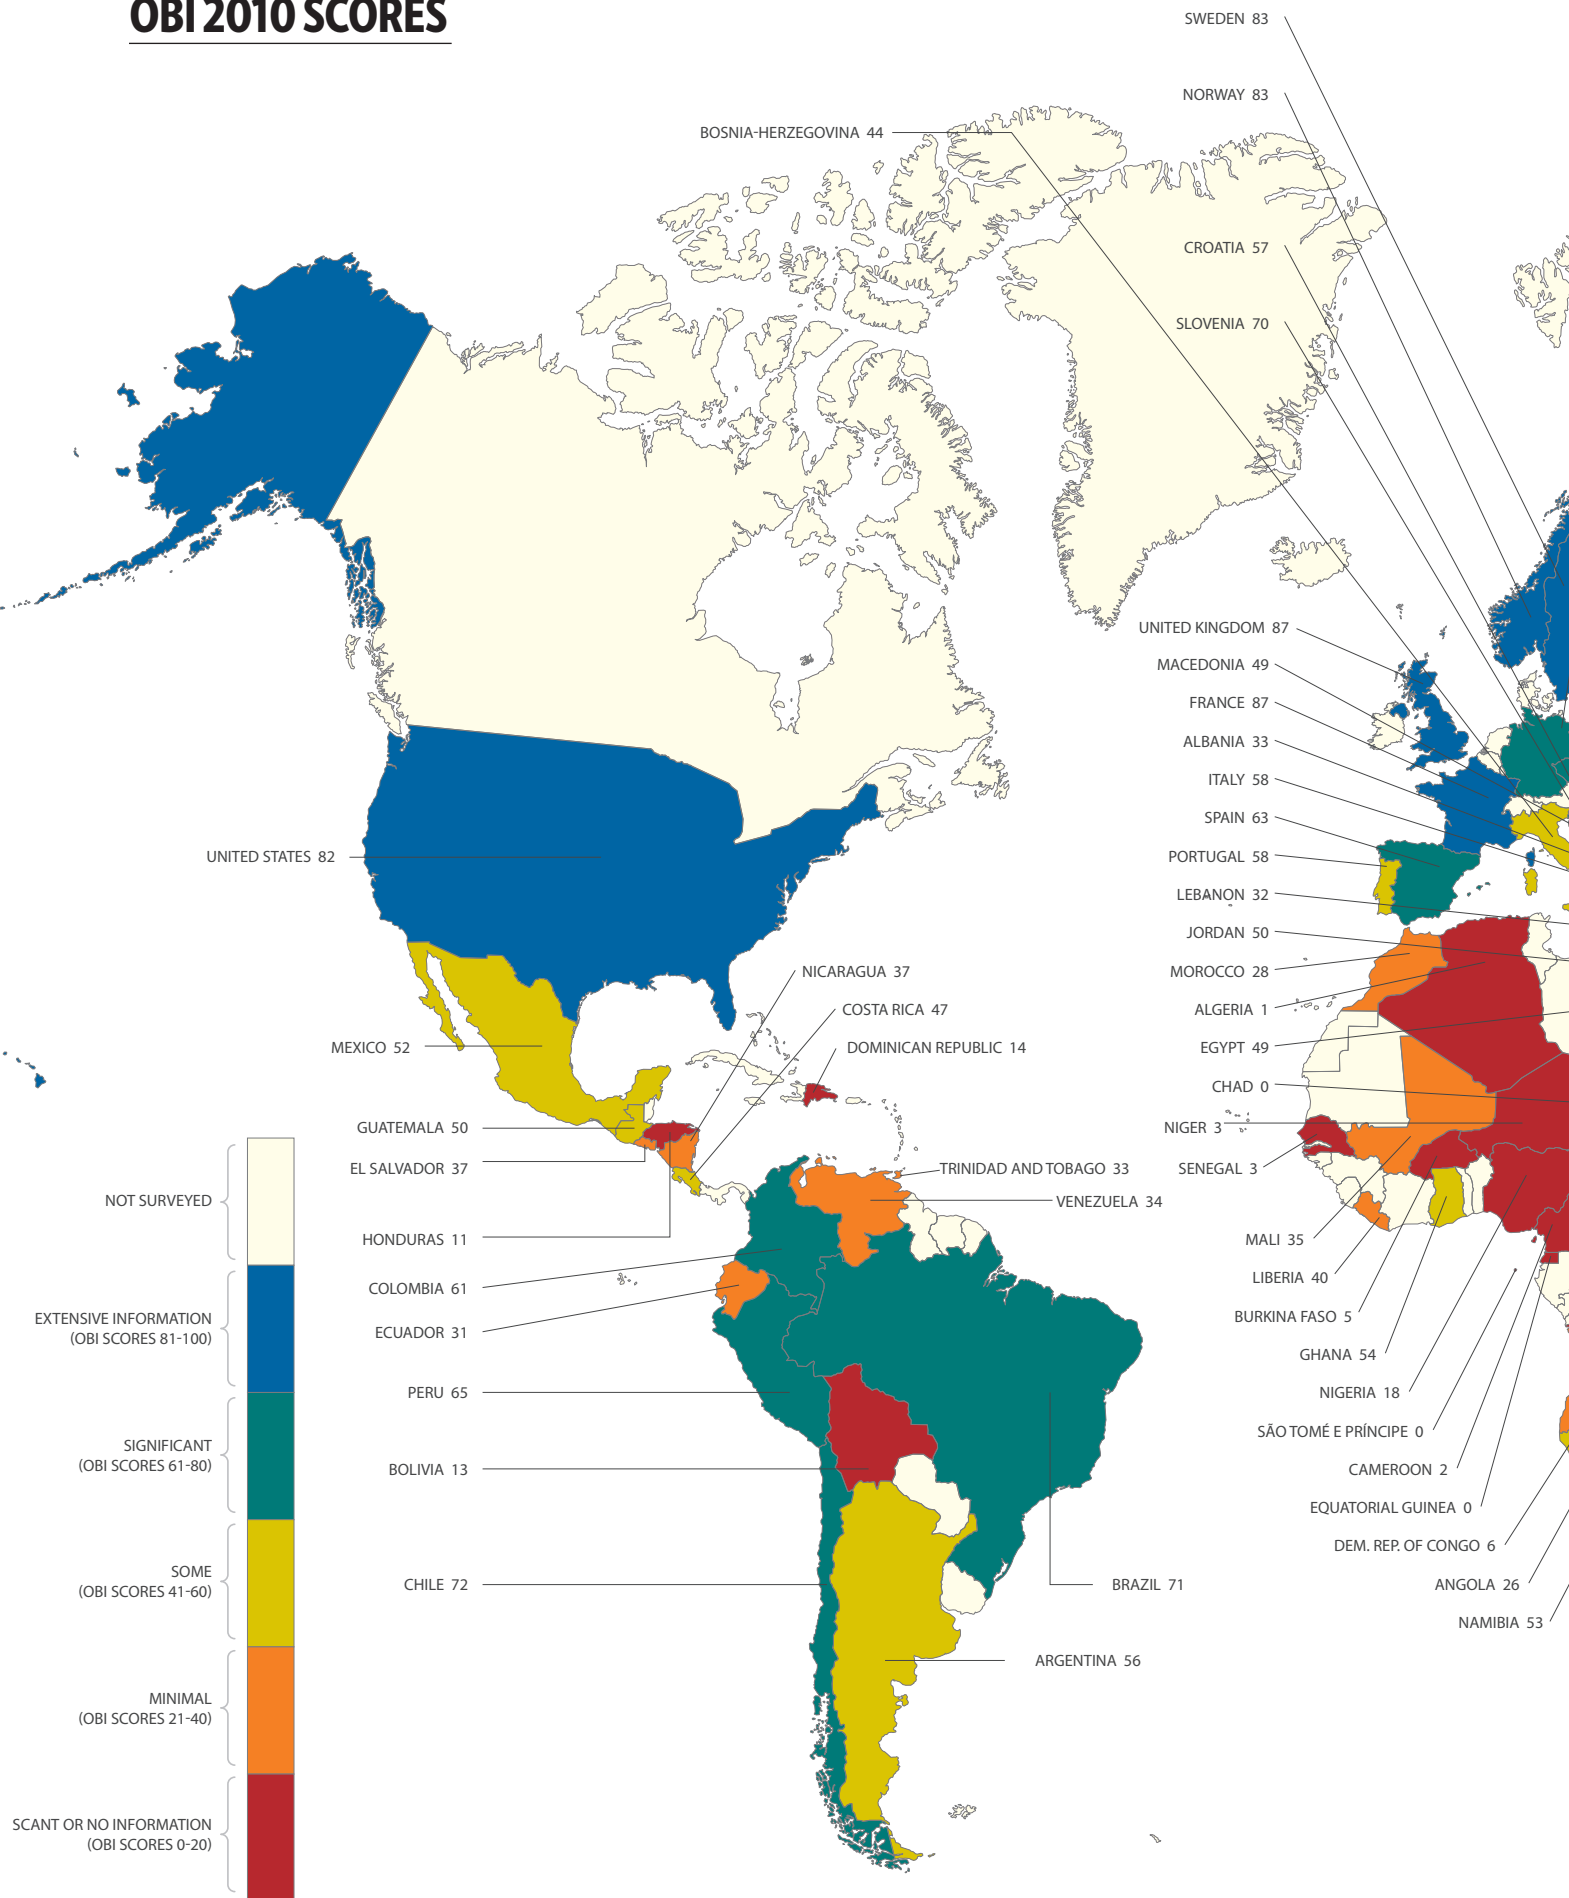 OBI 2010 SCORES
SWEDEN 83
NORWAY 83
BOSNIA-HERZEGOVINA 44
CROATIA 57
SLOVENIA 70
UNITED KINGDOM 87
MACEDONIA 49
FRANCE 87
ALBANIA 33
ITALY 58
SPAIN 63
PORTUGAL 58
LEBANON 32
JORDAN 50
MOROCCO 28
ALGERIA 1
EGYPT 49
CHAD 0
NIGER 3
SENEGAL 3
MALI 35
LIBERIA 40
BURKINA FASO 5
GHANA 54
NIGERIA 18
SÃO TOMÉ E PRÍNCIPE 0
CAMEROON 2
EQUATORIAL GUINEA 0
DEM. REP. OF CONGO 6
ANGOLA 26
NAMIBIA 53
UNITED STATES 82
NICARAGUA 37
COSTA RICA 47
DOMINICAN REPUBLIC 14
MEXICO 52
GUATEMALA 50
EL SALVADOR 37
TRINIDAD AND TOBAGO 33
VENEZUELA 34
HONDURAS 11
COLOMBIA 61
ECUADOR 31
PERU 65
BOLIVIA 13
CHILE 72
BRAZIL 71
ARGENTINA 56
NOT SURVEYED
EXTENSIVE INFORMATION
(OBI SCORES 81-100)
SIGNIFICANT
(OBI SCORES 61-80)
SOME
(OBI SCORES 41-60)
MINIMAL
(OBI SCORES 21-40)
SCANT OR NO INFORMATION
(OBI SCORES 0-20)